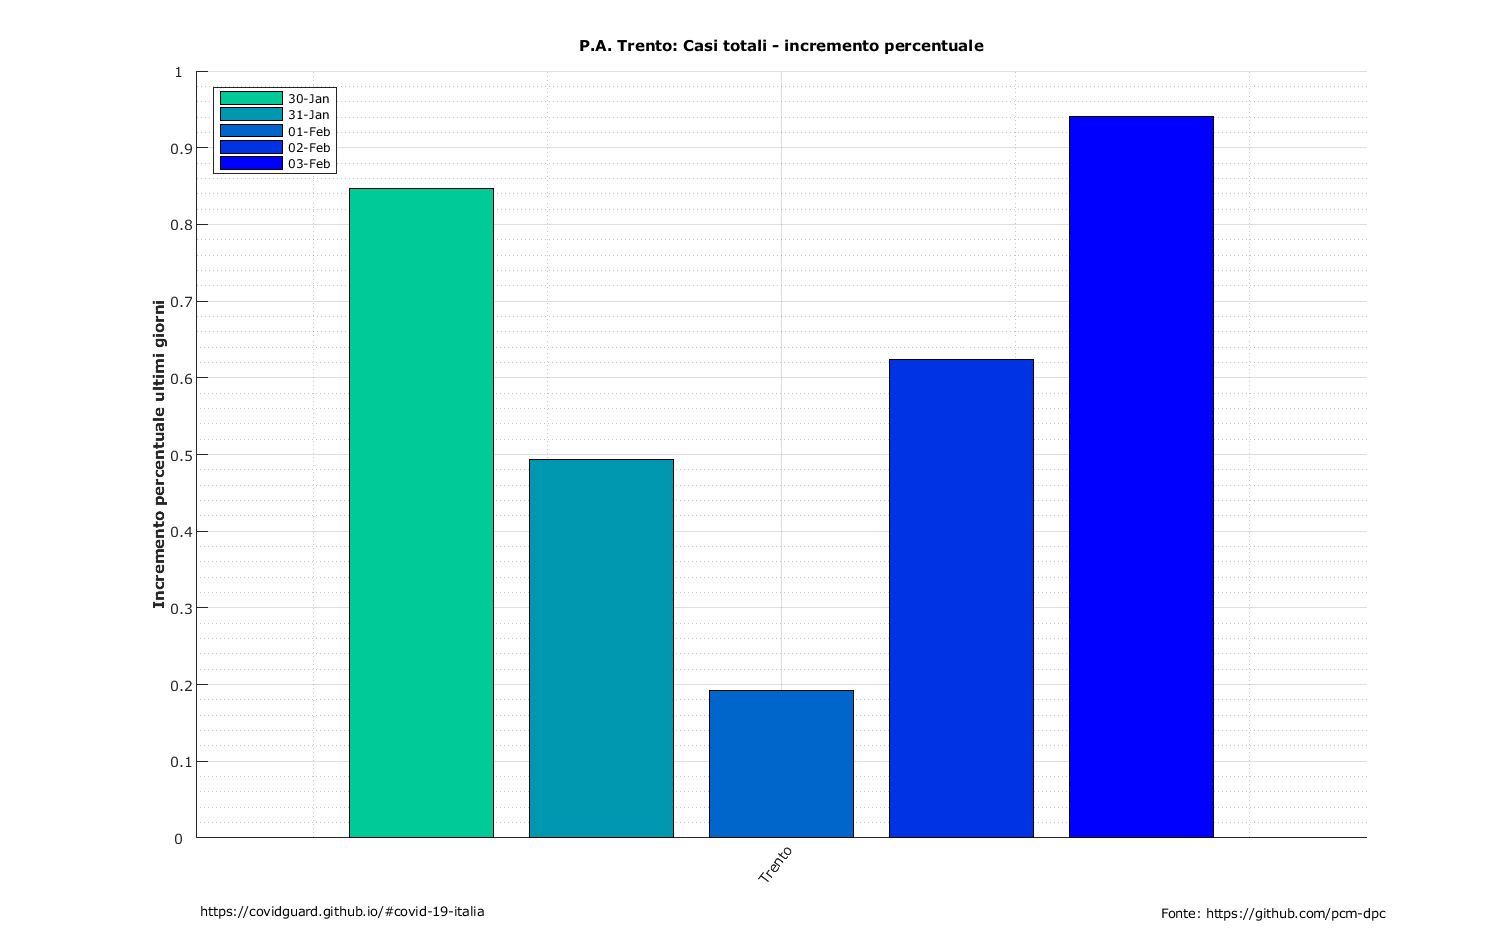 P.A. Trento: Casi totali - incremento percentuale
1
0.9
0.8
0.7
0.6
0.5
0.4
0.3
0.2
0.1
0
Incremento percentuale ultimi giorni
30-Jan
31-Jan
01-Feb
02-Feb
03-Feb
Trento
https://covidguard.github.io/#covid-19-italia
Fonte: https://github.com/pcm-dpc